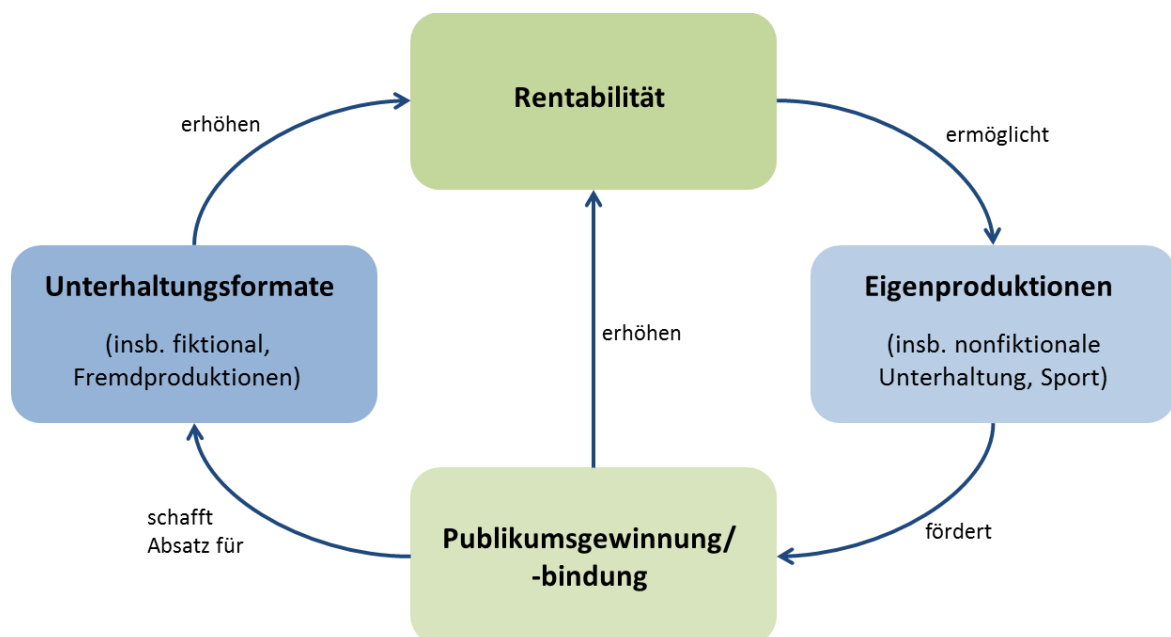 Rentabilität
erhöhen
ermöglicht
Unterhaltungsformate
(insb. fiktional,
Fremdproduktionen)
erhöhen
Eigenproduktionen
(insb. nonfiktionale
Unterhaltung, Sport)
schafft
Absatz für
Publikumsgewinnung/
-bindung
fördert